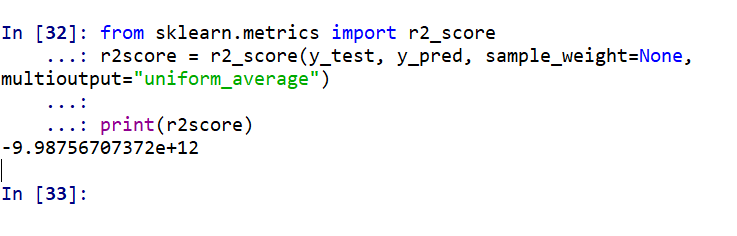 In [32]: from sklearn.metrics import r2_score
   ...: r2score = r2_score(y_test, y_pred, sample_weight=None,
multioutput="uniform_average")
   ...:
   ...: print(r2score)
-9.98756707372e+12
In [33]: